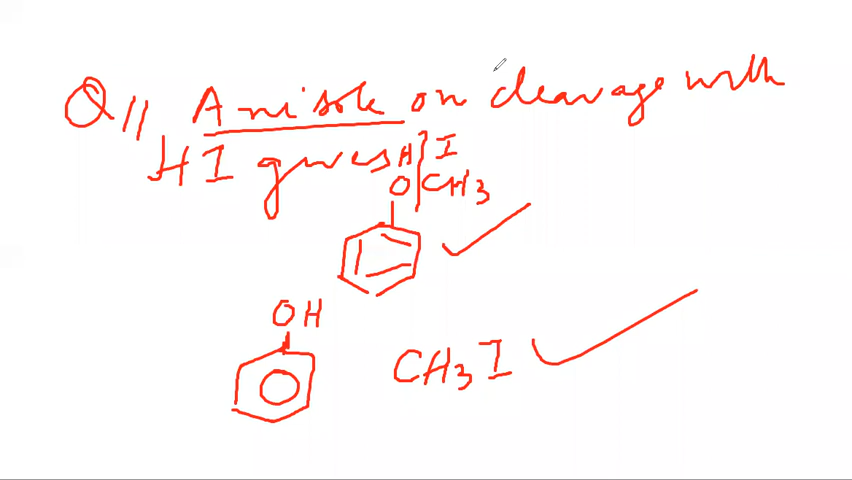 Q11 Anisole on cleavage with
HI gives H I
O CH3
OH
CH3I